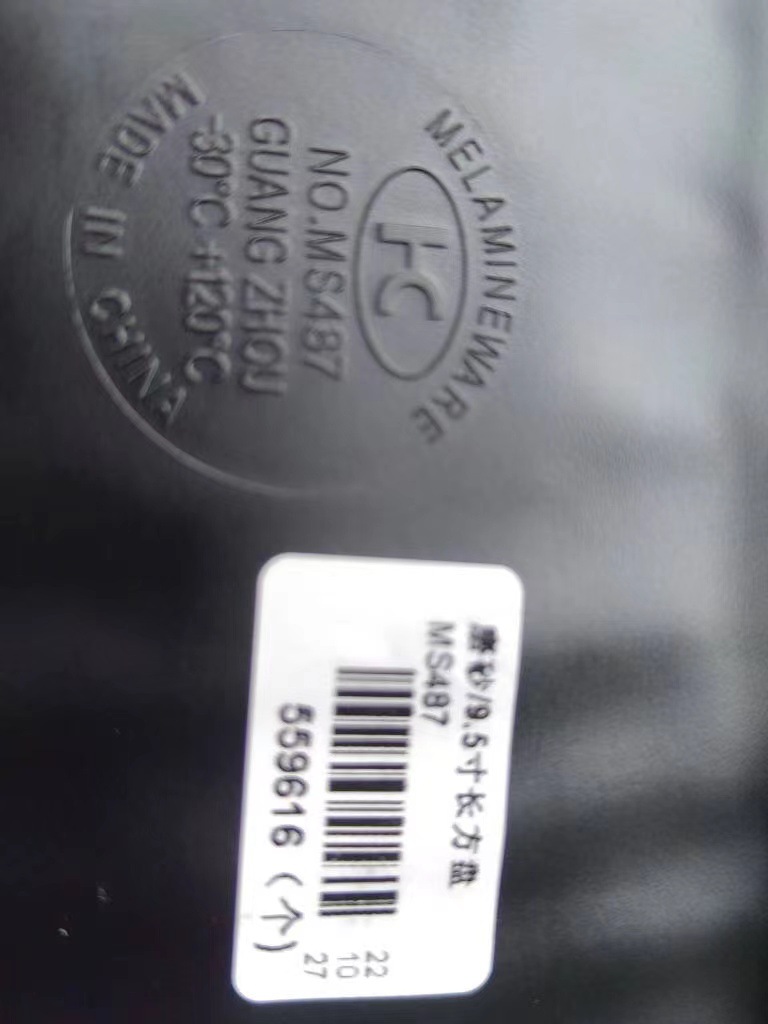 MELAMINEWARE
HC
NO.MS487
GUANG ZHOU
-30°C +120°C
MADE IN CHINA
磨砂/9.5寸长方盘
MS487
559616（个）
22
10
27